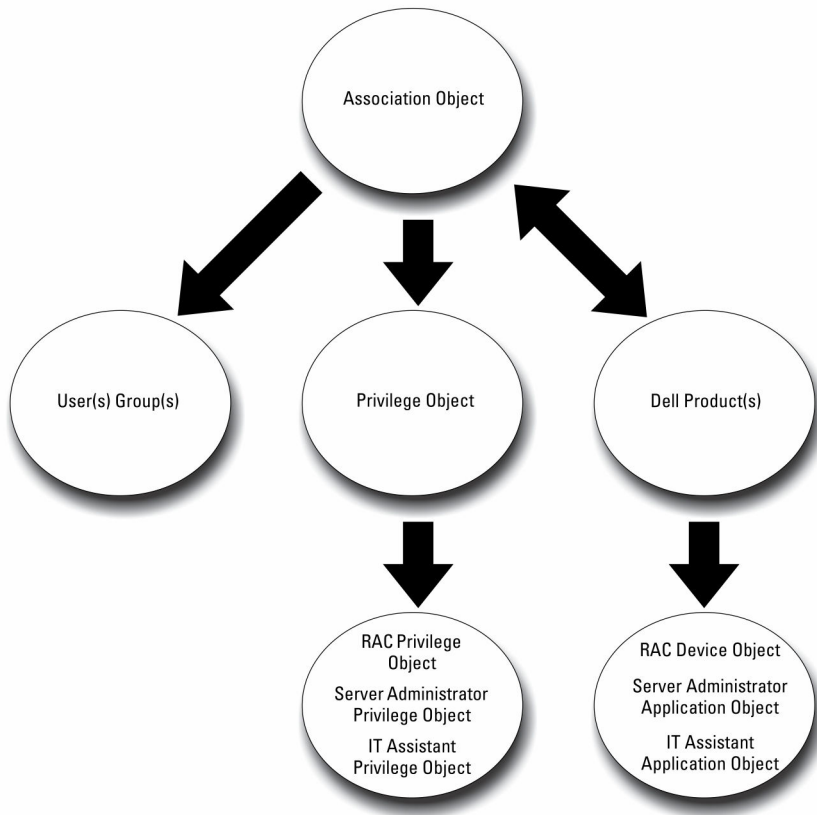 Association Object
User(s) Group(s)
Privilege Object
Dell Product(s)
RAC Privilege
Object
Server Administrator
Privilege Object
IT Assistant
Privilege Object
RAC Device Object
Server Administrator
Application Object
IT Assistant
Application Object